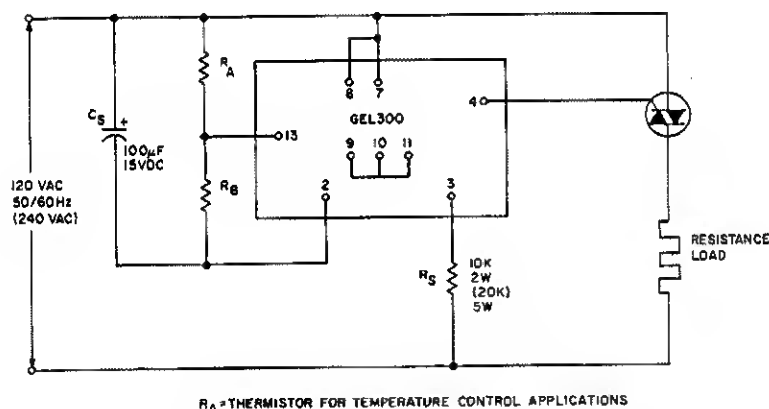 120 VAC
50/60Hz
(240 VAC)
CS
+
100μF
15VDC
RA
RB
8 7
GEL300
13
9 10 11
2 3
4
RS
10K
2W
(20K)
5W
RESISTANCE
LOAD
RA = THERMISTOR FOR TEMPERATURE CONTROL APPLICATIONS